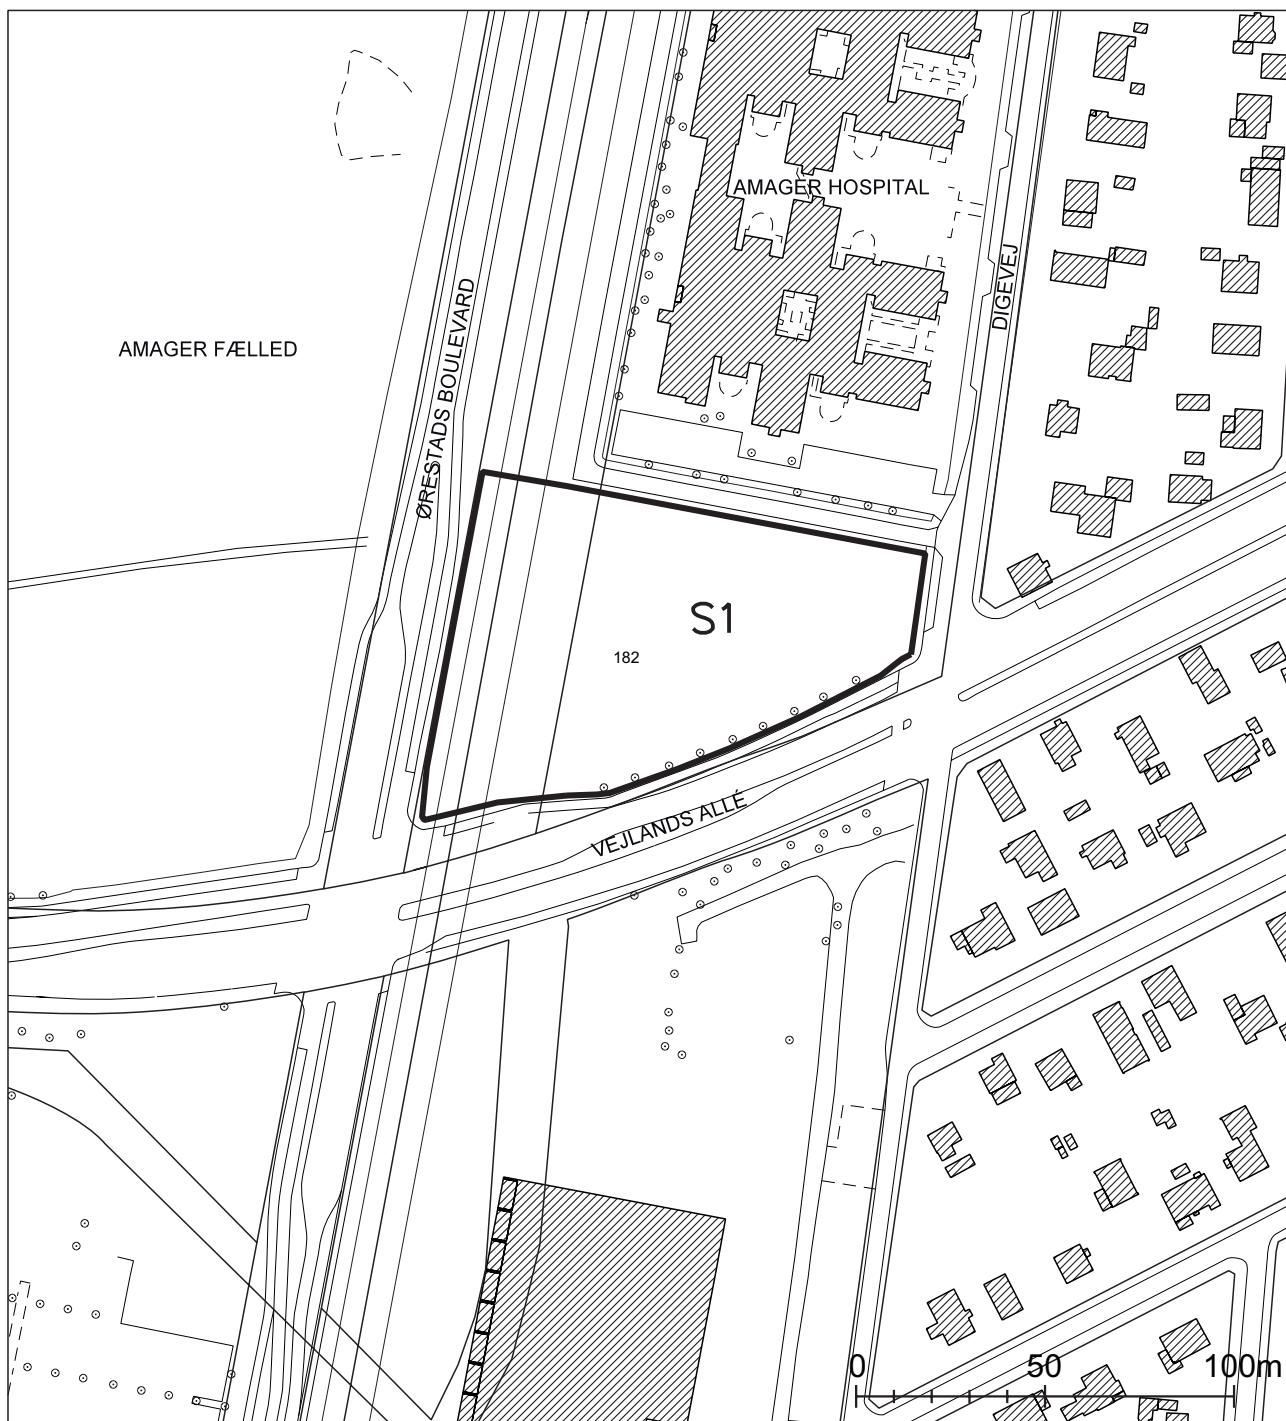 AMAGER HOSPITAL
DIGEVEJ
ØRESTADS BOULEVARD
AMAGER FÆLLED
S1
182
VEJLANDS ALLÉ
0 50 100m